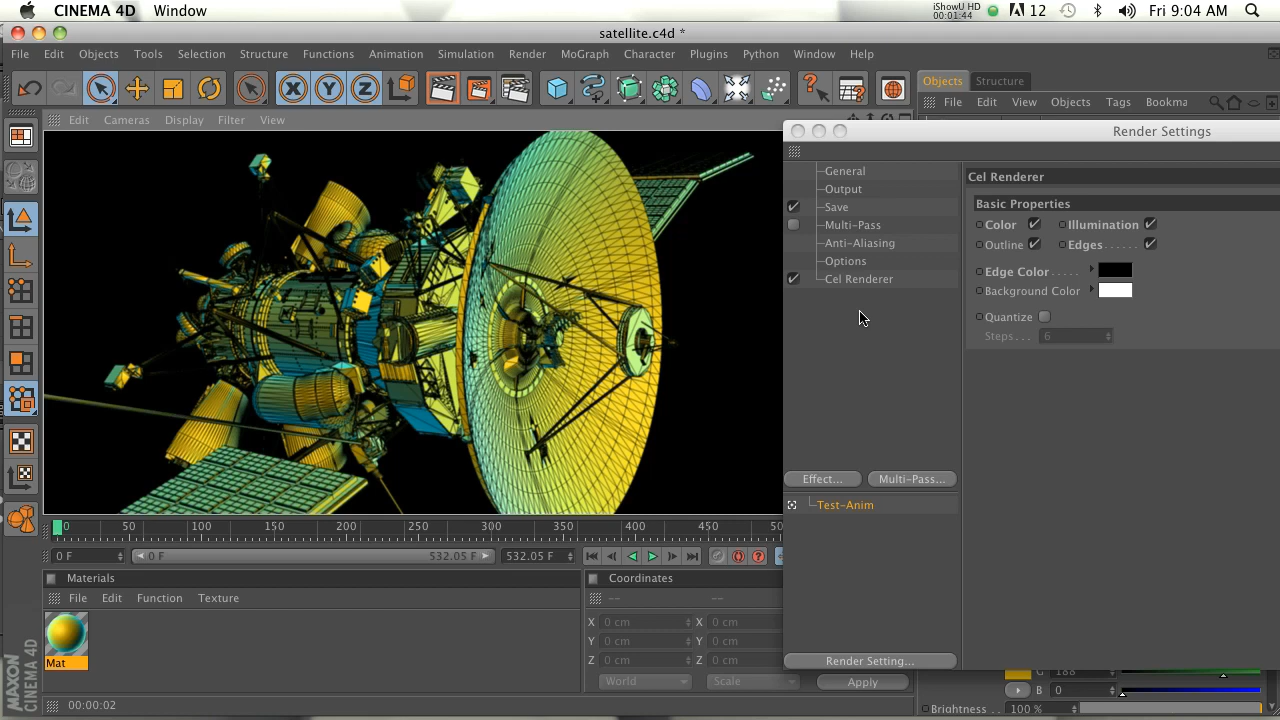 CINEMA 4D Window
iShowU HD
00:01:44
12
Fri 9:04 AM
satellite.c4d *
File Edit Objects Tools Selection Structure Functions Animation Simulation Render MoGraph Character Plugins Python Window Help
X Y Z
Objects Structure
File Edit View Objects Tags Bookma
Edit Cameras Display Filter View
Render Settings
General
Output
Save
Multi-Pass
Anti-Aliasing
Options
Cel Renderer
Cel Renderer
Basic Properties
Color Illumination
Outline Edges......
Edge Color.....
Background Color
Quantize
Steps... 6
Effect... Multi-Pass...
Test-Anim
Render Setting...
0 50 100 150 200 250 300 350 400 450 50
0 F 0 F 532.05 F 532.05 F
Materials
File Edit Function Texture
Mat
Coordinates
-- --
X 0 cm X 0 cm
Y 0 cm Y 0 cm
Z 0 cm Z 0 cm
World Scale Apply
G 188
B 0
Brightness.. 100 %
MAXON
CINEMA 4D
00:00:02